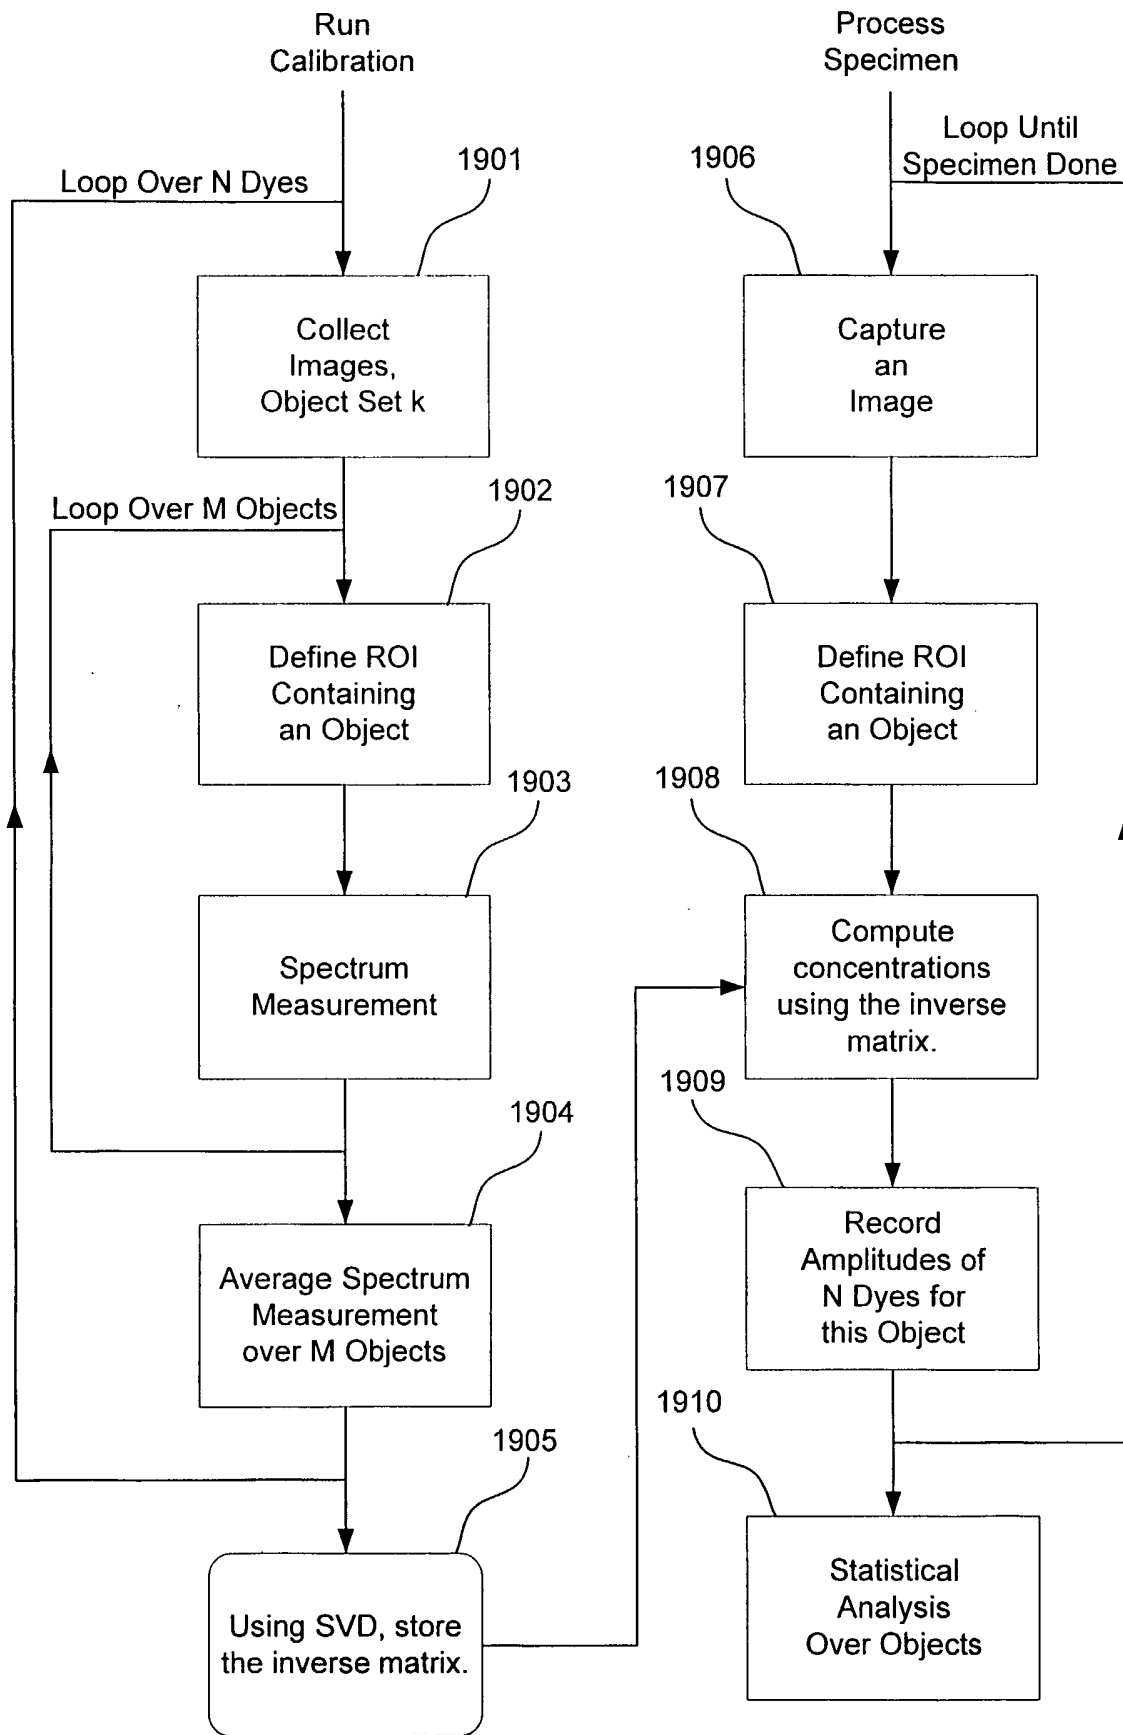 Run
Calibration
Loop Over N Dyes
1901
Collect
Images,
Object Set k
Loop Over M Objects
1902
Define ROI
Containing
an Object
1903
Spectrum
Measurement
1904
Average Spectrum
Measurement
over M Objects
1905
Using SVD, store
the inverse matrix.
Process
Specimen
Loop Until
Specimen Done
1906
Capture
an
Image
1907
Define ROI
Containing
an Object
1908
Compute
concentrations
using the inverse
matrix.
1909
Record
Amplitudes of
N Dyes for
this Object
1910
Statistical
Analysis
Over Objects